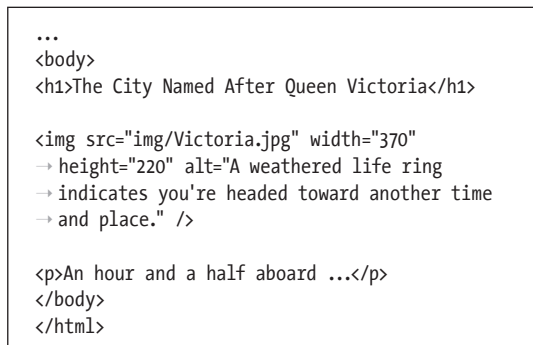 ...
<body>
<h1>The City Named After Queen Victoria</h1>
<img src="img/Victoria.jpg" width="370"
→ height="220" alt="A weathered life ring
→ indicates you're headed toward another time
→ and place." />
<p>An hour and a half aboard ...</p>
</body>
</html>